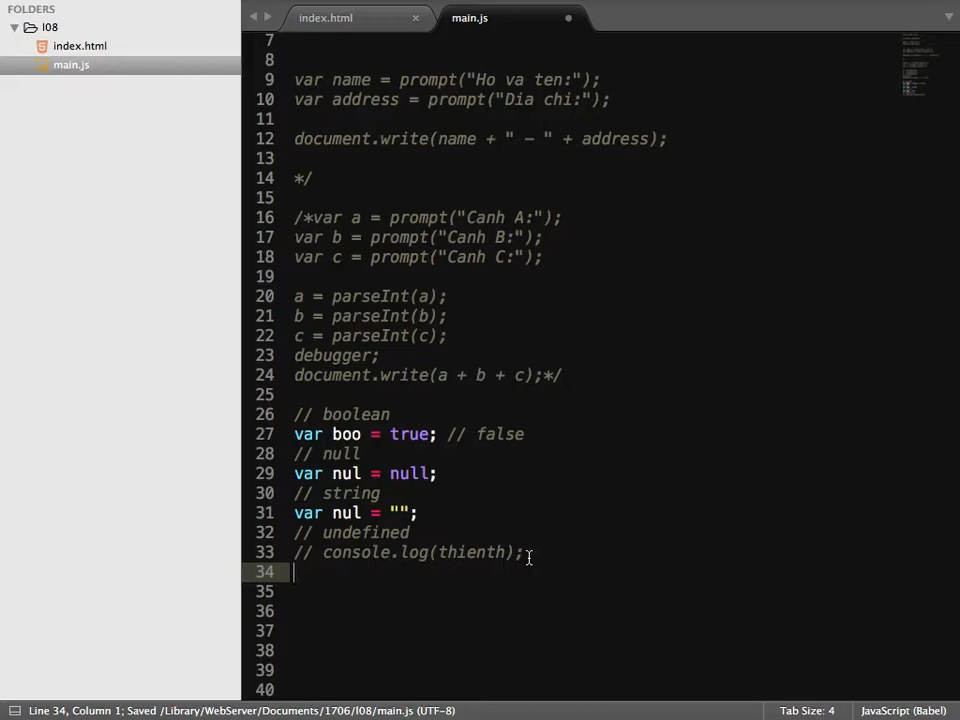 FOLDERS
l08
index.html
main.js
index.html ×
main.js
7
8
9 var name = prompt("Ho va ten:");
10 var address = prompt("Dia chi:");
11
12 document.write(name + " - " + address);
13
14 */
15
16 /*var a = prompt("Canh A:");
17 var b = prompt("Canh B:");
18 var c = prompt("Canh C:");
19
20 a = parseInt(a);
21 b = parseInt(b);
22 c = parseInt(c);
23 debugger;
24 document.write(a + b + c);*/
25
26 // boolean
27 var boo = true; // false
28 // null
29 var nul = null;
30 // string
31 var nul = "";
32 // undefined
33 // console.log(thienth);
34
35
36
37
38
39
40
Line 34, Column 1; Saved /Library/WebServer/Documents/1706/l08/main.js (UTF-8)
Tab Size: 4
JavaScript (Babel)